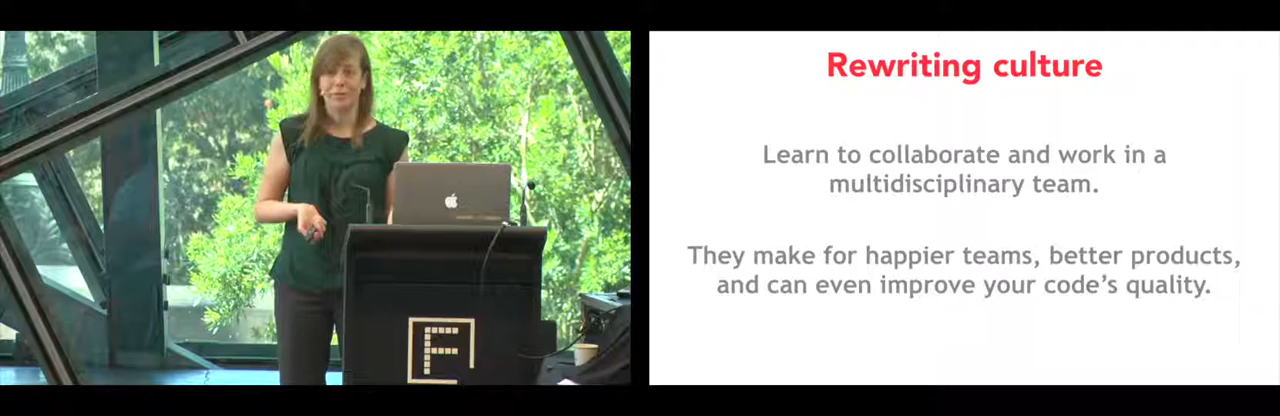 Rewriting culture
Learn to collaborate and work in a
multidisciplinary team.
They make for happier teams, better products,
and can even improve your code's quality.
E